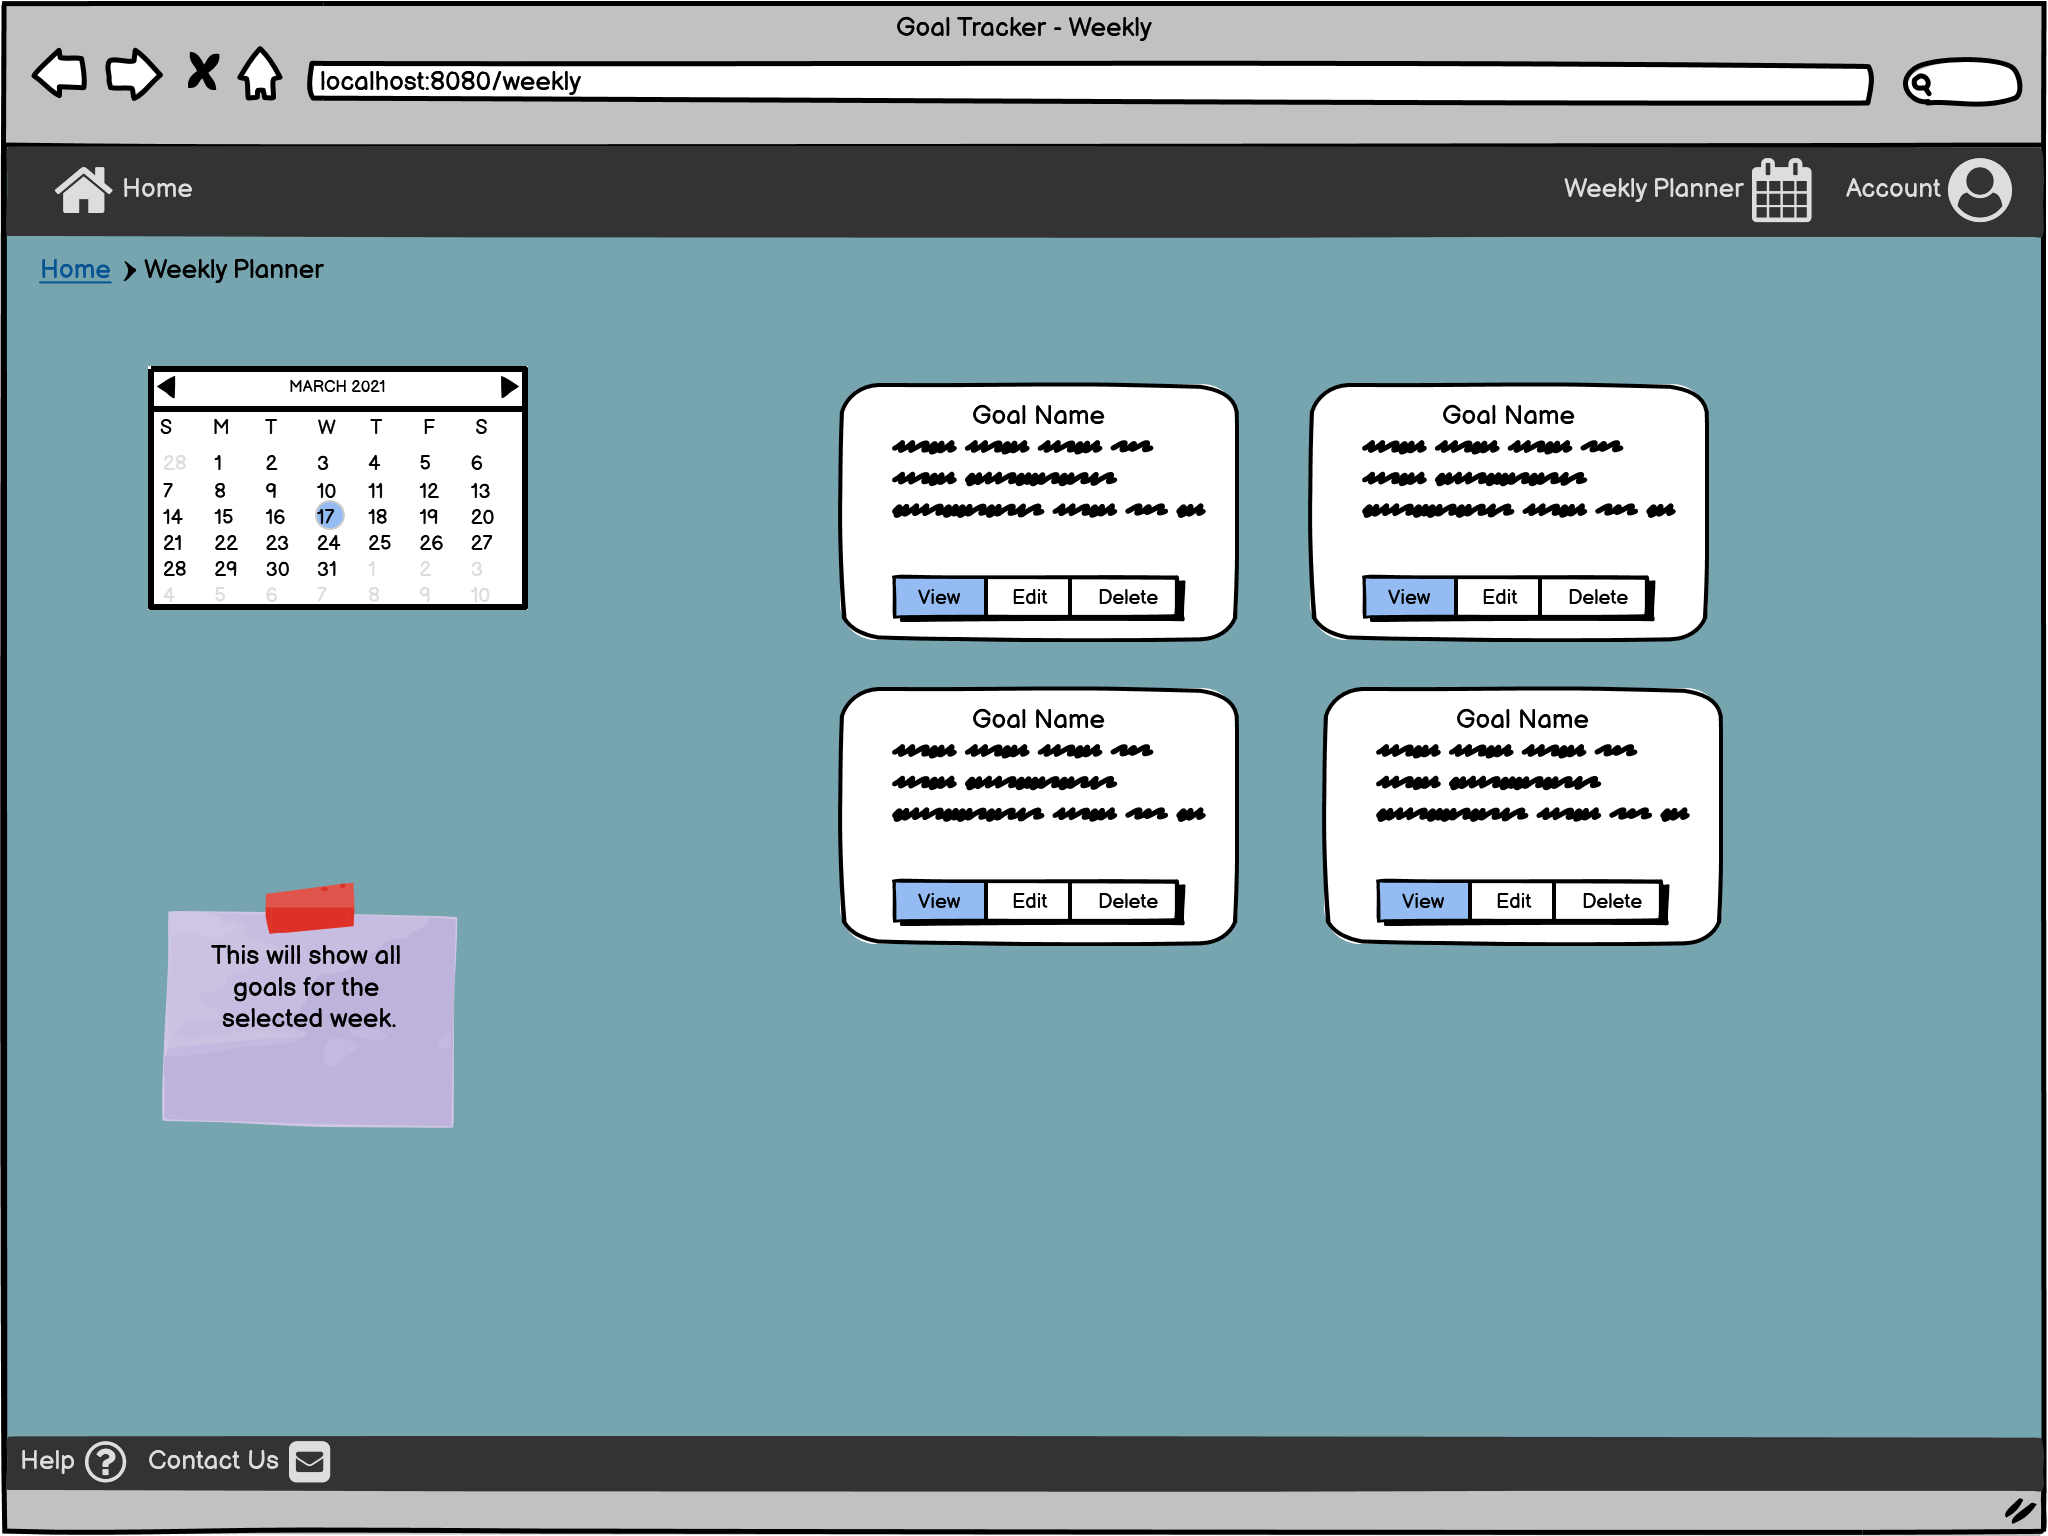 Goal Tracker - Weekly
localhost:8080/weekly
Home
Weekly Planner
Account
Home
Weekly Planner
MARCH 2021
S M T W T F S
28 1 2 3 4 5 6
7 8 9 10 11 12 13
14 15 16 17 18 19 20
21 22 23 24 25 26 27
28 29 30 31 1 2 3
4 5 6 7 8 9 10
Goal Name
View Edit Delete
Goal Name
View Edit Delete
Goal Name
View Edit Delete
Goal Name
View Edit Delete
This will show all
goals for the
selected week.
Help
Contact Us